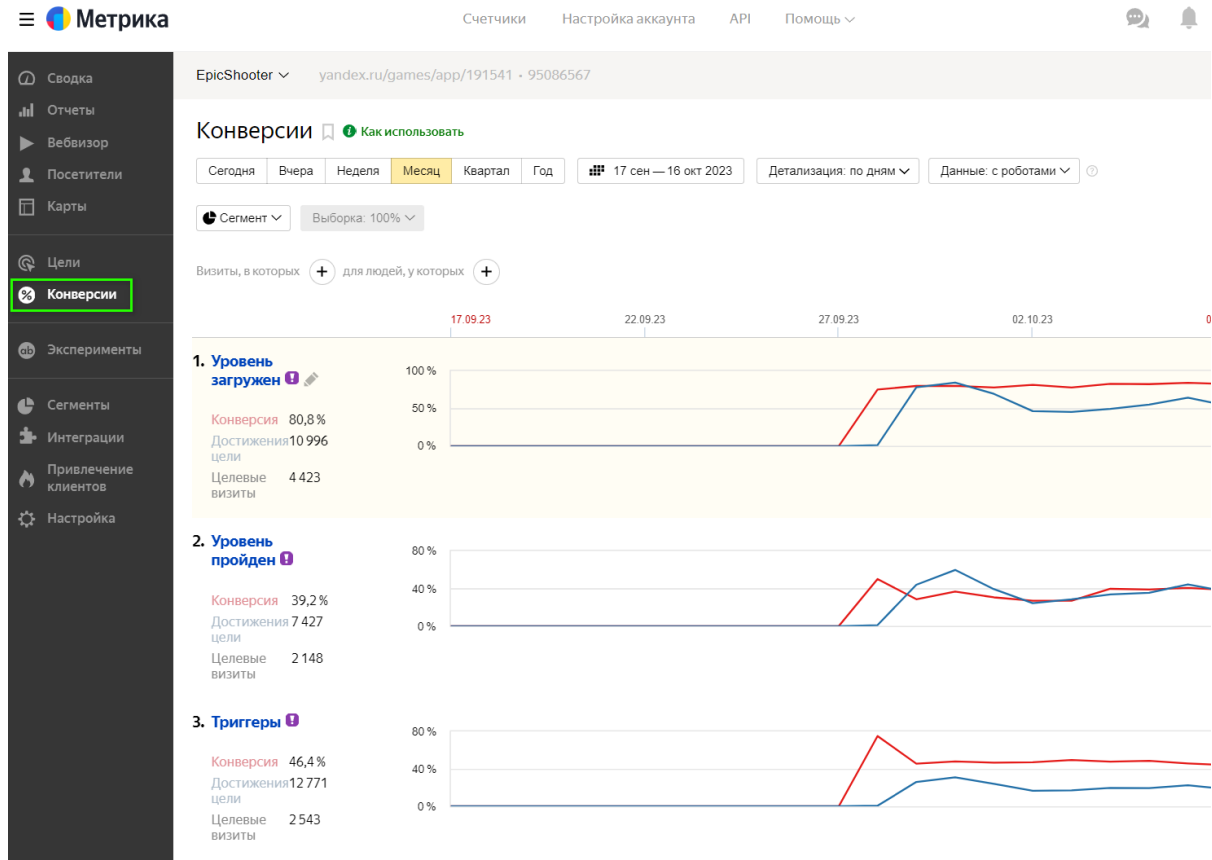 Метрика
Счетчики Настройка аккаунта API Помощь
Сводка
Отчеты
Вебвизор
Посетители
Карты
Цели
Конверсии
Эксперименты
Сегменты
Интеграции
Привлечение
клиентов
Настройка
EpicShooter yandex.ru/games/app/191541 • 95086567
Конверсии Как использовать
Сегодня Вчера Неделя Месяц Квартал Год 17 сен — 16 окт 2023 Детализация: по дням Данные: с роботами
Сегмент Выборка: 100%
Визиты, в которых + для людей, у которых +
17.09.23 22.09.23 27.09.23 02.10.23 0
1. Уровень
загружен
Конверсия 80,8 %
Достижения 10 996
цели
Целевые 4 423
визиты
100 %
50 %
0 %
2. Уровень
пройден
Конверсия 39,2 %
Достижения 7 427
цели
Целевые 2 148
визиты
80 %
40 %
0 %
3. Триггеры
Конверсия 46,4 %
Достижения 12 771
цели
Целевые 2 543
визиты
80 %
40 %
0 %